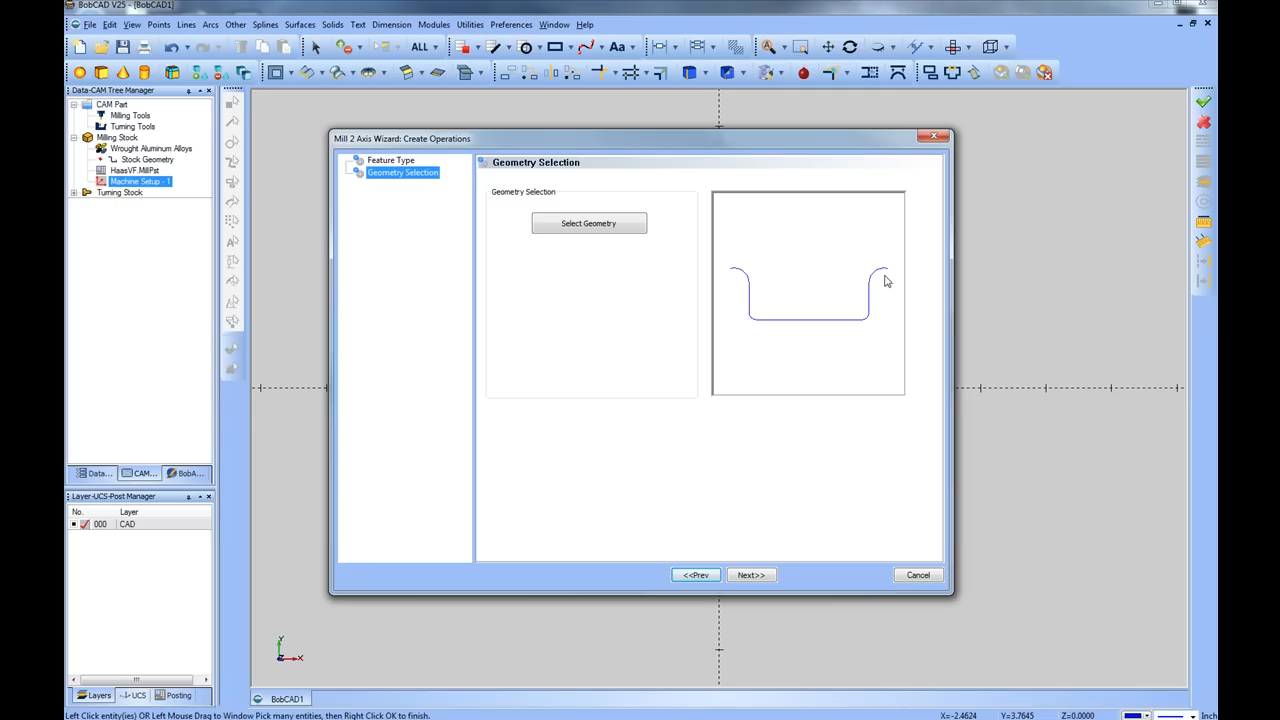 BobCAD V25 - [BobCAD1]
File Edit View Points Lines Arcs Other Splines Surfaces Solids Text Dimension Modules Utilities Preferences Window Help
ALL Aa
Data-CAM Tree Manager
CAM Part
Milling Tools
Turning Tools
Milling Stock
Wrought Aluminum Alloys
Stock Geometry
HaasVF.MillPst
Machine Setup - 1
Turning Stock
Data... CAM... BobA...
Layer-UCS-Post Manager
No. Layer
000 CAD
Layers UCS Posting
Mill 2 Axis Wizard: Create Operations
Feature Type
Geometry Selection
Geometry Selection
Geometry Selection
Select Geometry
<<Prev Next>> Cancel
Y
X
BobCAD1
Left Click entity(ies) OR Left Mouse Drag to Window Pick many entities, then Right Click OK to finish.
X=-2.4624 Y=3.7645 Z=0.0000 Inch